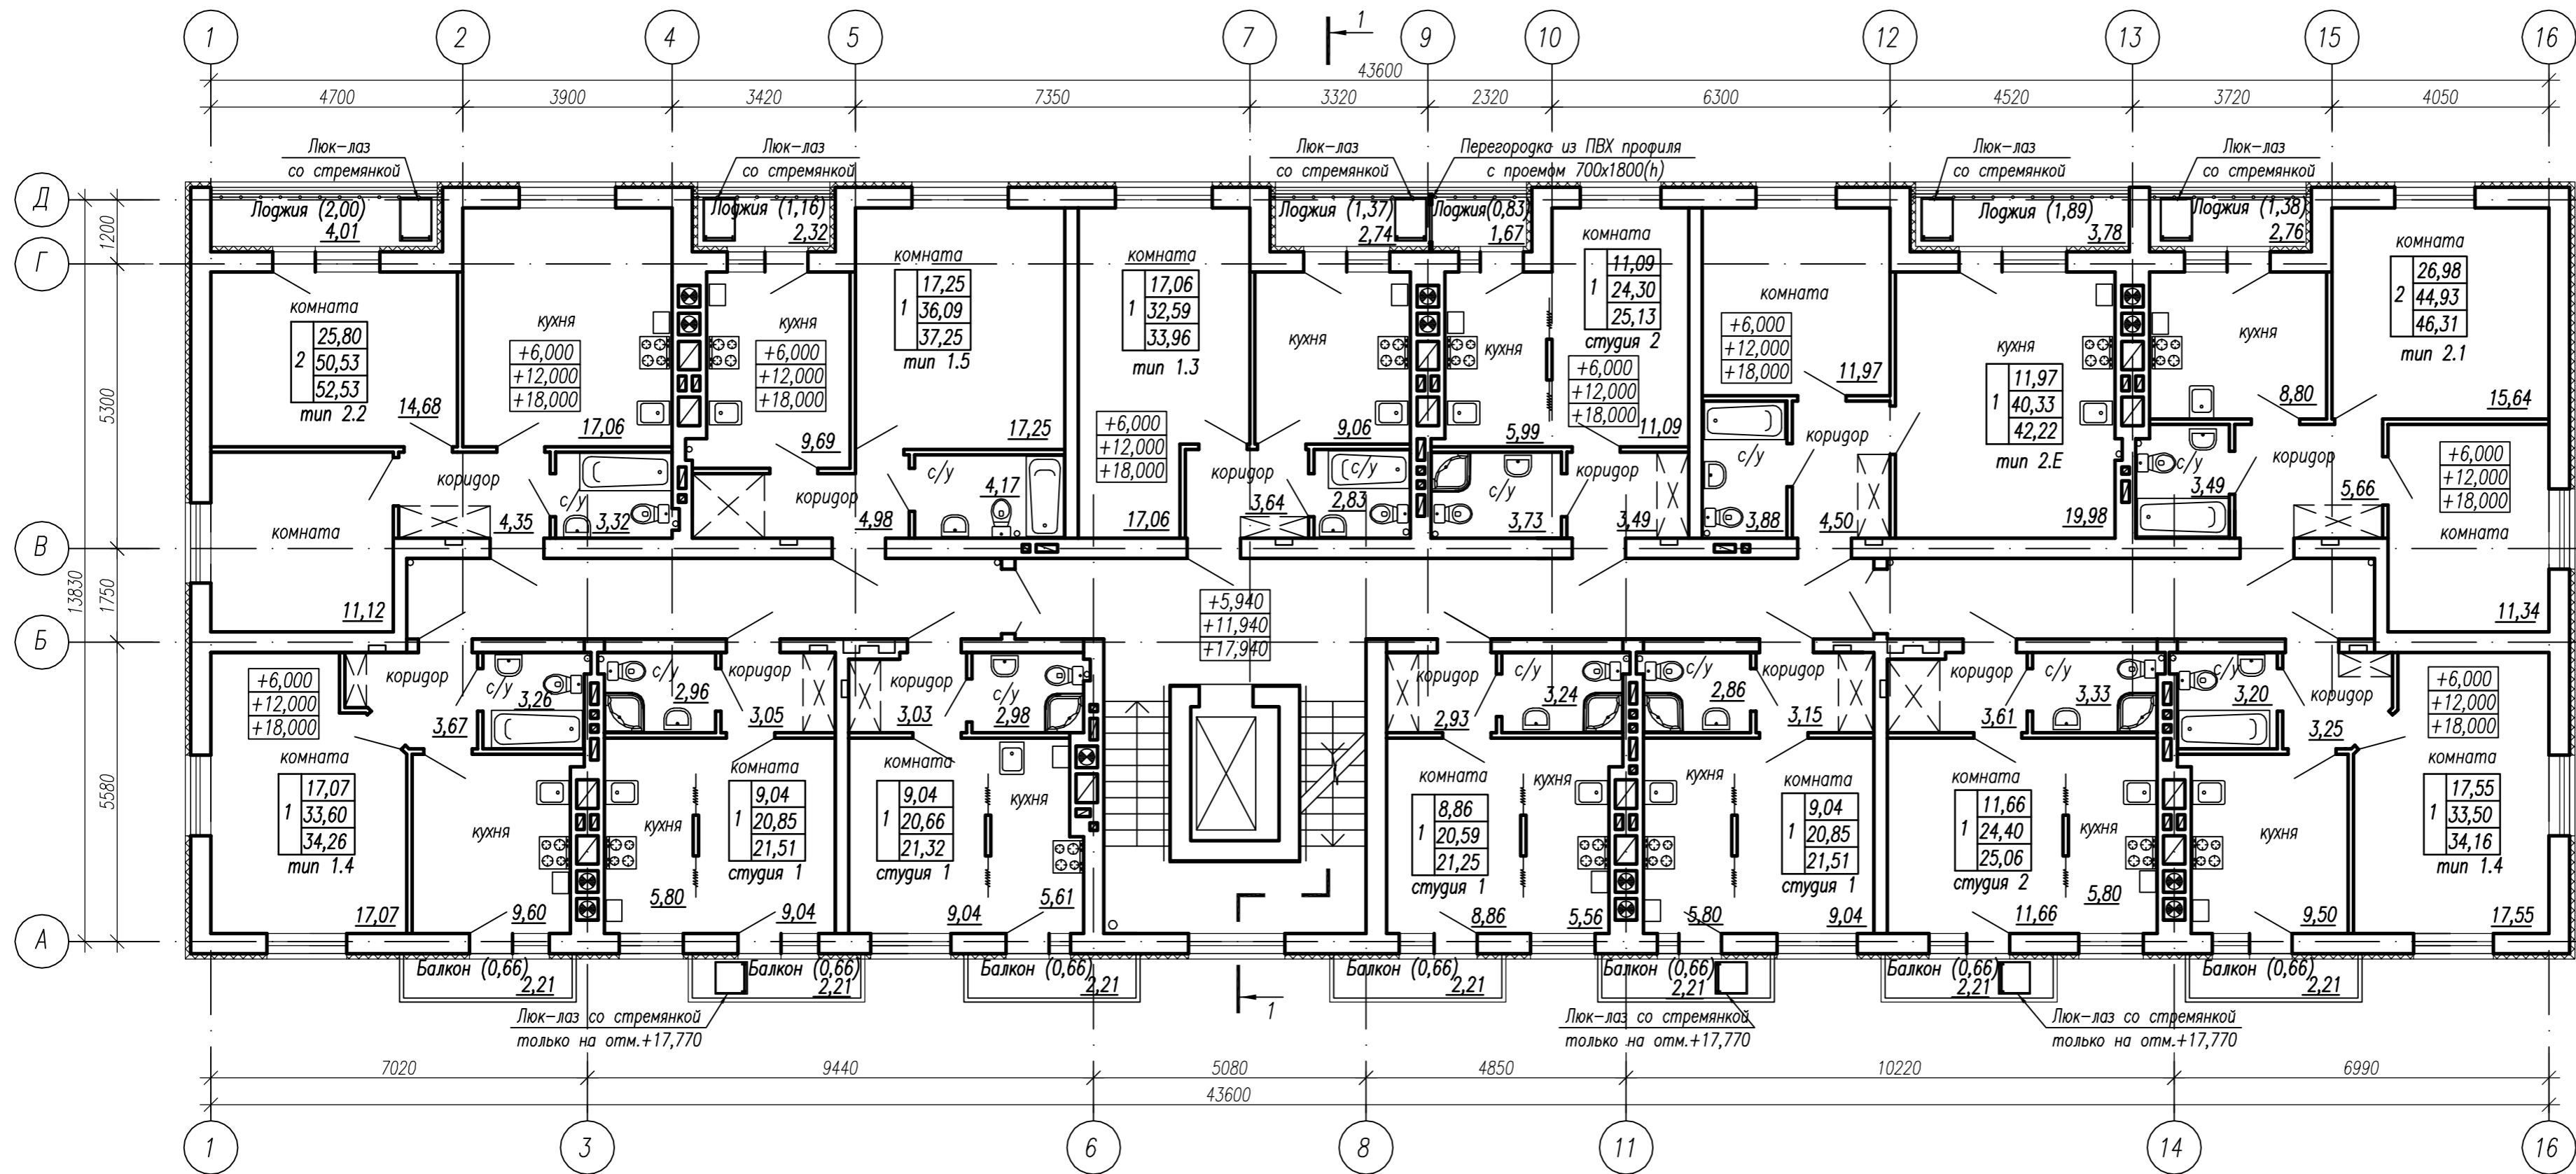 1 2 4 5 7 1 9 10 12 13 15 16
43600
4700 3900 3420 7350 3320 2320 6300 4520 3720 4050
Люк-лаз
со стремянкой
Люк-лаз
со стремянкой
Люк-лаз
со стремянкой
Перегородка из ПВХ профиля
с проемом 700х1800(h)
Люк-лаз
со стремянкой
Люк-лаз
со стремянкой
Д
Г
В
Б
А
1200
5300
1750
5580
13830
Лоджия (2,00)
4,01
Лоджия (1,16)
2,32
Лоджия (1,37)
2,74
Лоджия(0,83)
1,67
Лоджия (1,89)
3,78
Лоджия (1,38)
2,76
комната
2
25,80
50,53
52,53
тип 2.2
14,68
кухня
+6,000
+12,000
+18,000
17,06
комната
11,12
коридор
4,35
с/у
3,32
кухня
+6,000
+12,000
+18,000
9,69
комната
1
17,25
36,09
37,25
тип 1.5
17,25
коридор
4,98
с/у
4,17
комната
1
17,06
32,59
33,96
тип 1.3
+6,000
+12,000
+18,000
17,06
кухня
9,06
коридор
3,64
с/у
2,83
кухня
5,99
комната
1
11,09
24,30
25,13
студия 2
+6,000
+12,000
+18,000
11,09
с/у
3,73
коридор
3,49
комната
+6,000
+12,000
+18,000
11,97
с/у
3,88
коридор
4,50
кухня
1
11,97
40,33
42,22
тип 2.Е
19,98
кухня
8,80
с/у
3,49
коридор
5,66
комната
2
26,98
44,93
46,31
тип 2.1
15,64
+6,000
+12,000
+18,000
комната
11,34
+5,940
+11,940
+17,940
+6,000
+12,000
+18,000
комната
1
17,07
33,60
34,26
тип 1.4
17,07
коридор
3,67
с/у
3,26
кухня
9,60
с/у
2,96
коридор
3,05
кухня
5,80
комната
1
9,04
20,85
21,51
студия 1
9,04
коридор
3,03
с/у
2,98
комната
1
9,04
20,66
21,32
студия 1
9,04
кухня
5,61
коридор
2,93
с/у
3,24
комната
1
8,86
20,59
21,25
студия 1
8,86
кухня
5,56
с/у
2,86
коридор
3,15
кухня
5,80
комната
1
9,04
20,85
21,51
студия 1
9,04
коридор
3,61
с/у
3,33
комната
1
11,66
24,40
25,06
студия 2
11,66
кухня
5,80
с/у
3,20
коридор
3,25
кухня
9,50
+6,000
+12,000
+18,000
комната
1
17,55
33,50
34,16
тип 1.4
17,55
Балкон (0,66)
2,21
Балкон (0,66)
2,21
Балкон (0,66)
2,21
Балкон (0,66)
2,21
Балкон (0,66)
2,21
Балкон (0,66)
2,21
Балкон (0,66)
2,21
1
Люк-лаз со стремянкой
только на отм.+17,770
Люк-лаз со стремянкой
только на отм.+17,770
Люк-лаз со стремянкой
только на отм.+17,770
7020 9440 5080 4850 10220 6990
43600
1 3 6 8 11 14 16